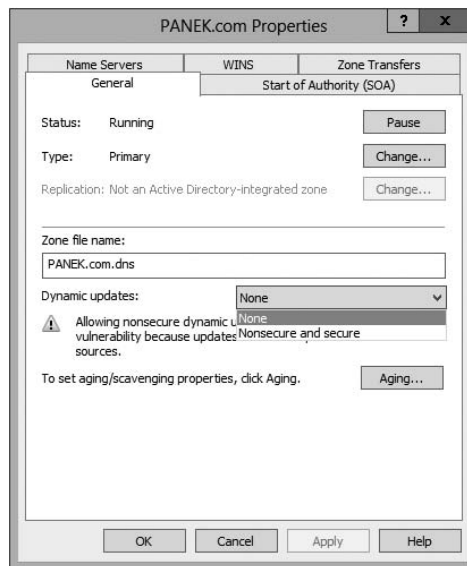 PANEK.com Properties
? x
Name Servers WINS Zone Transfers
General Start of Authority (SOA)
Status: Running Pause
Type: Primary Change...
Replication: Not an Active Directory-integrated zone Change...
Zone file name:
PANEK.com.dns
Dynamic updates: None
None
Nonsecure and secure
Allowing nonsecure dynamic
vulnerability because updates
sources.
To set aging/scavenging properties, click Aging. Aging...
OK Cancel Apply Help